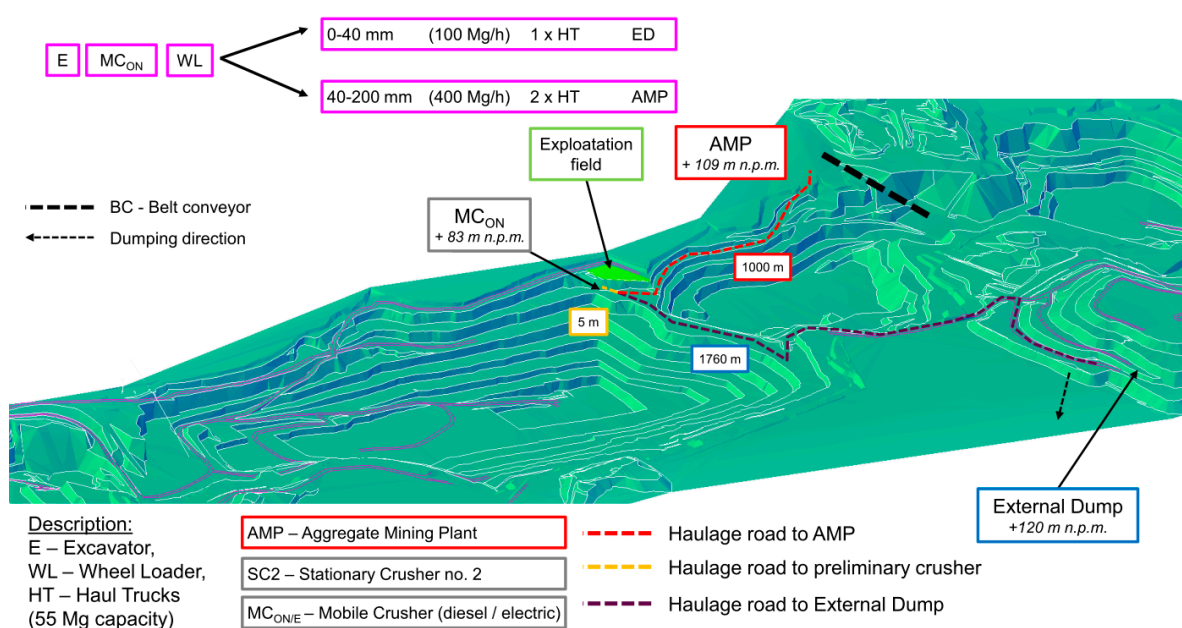 0-40 mm (100 Mg/h) 1 x HT ED
E MC_ON WL
40-200 mm (400 Mg/h) 2 x HT AMP
Exploatation
field
AMP
+ 109 m n.p.m.
BC - Belt conveyor
Dumping direction
MC_ON
+ 83 m n.p.m.
1000 m
5 m
1760 m
External Dump
+120 m n.p.m.
Description:
E – Excavator,
WL – Wheel Loader,
HT – Haul Trucks
(55 Mg capacity)
AMP – Aggregate Mining Plant
SC2 – Stationary Crusher no. 2
MC_ON/E – Mobile Crusher (diesel / electric)
Haulage road to AMP
Haulage road to preliminary crusher
Haulage road to External Dump